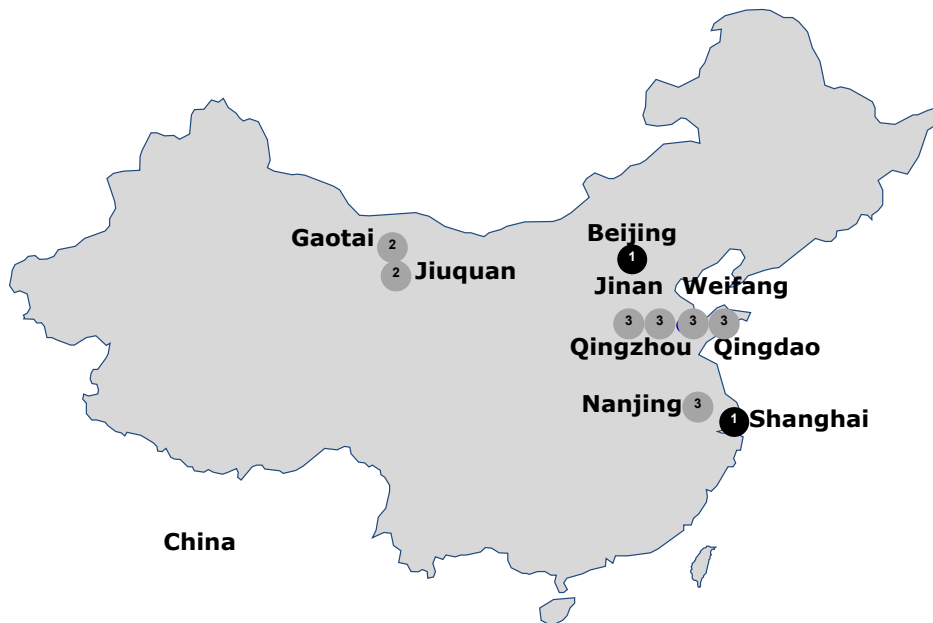 Beijing
Gaotai 2
1
2 Jiuquan
Jinan Weifang
3 3 3 3
Qingzhou Qingdao
Nanjing 3
1 Shanghai
China